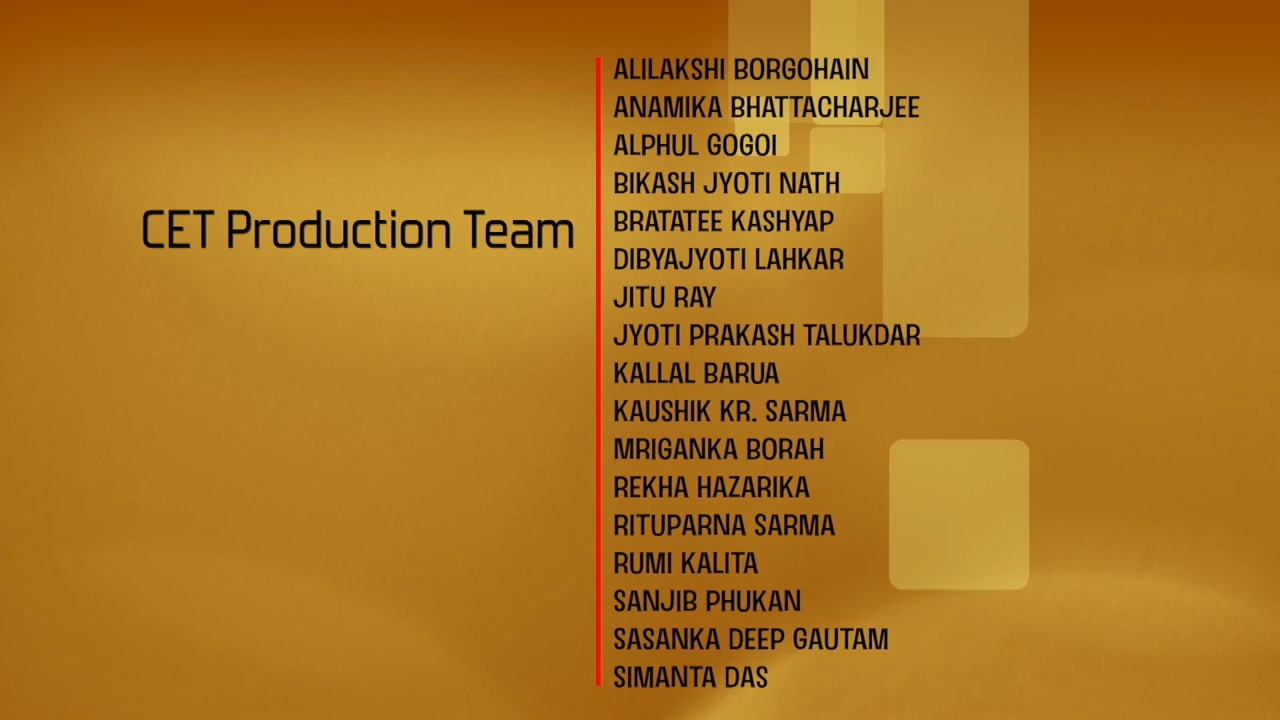 CET Production Team
ALILAKSHI BORGOHAIN
ANAMIKA BHATTACHARJEE
ALPHUL GOGOI
BIKASH JYOTI NATH
BRATATEE KASHYAP
DIBYAJYOTI LAHKAR
JITU RAY
JYOTI PRAKASH TALUKDAR
KALLAL BARUA
KAUSHIK KR. SARMA
MRIGANKA BORAH
REKHA HAZARIKA
RITUPARNA SARMA
RUMI KALITA
SANJIB PHUKAN
SASANKA DEEP GAUTAM
SIMANTA DAS